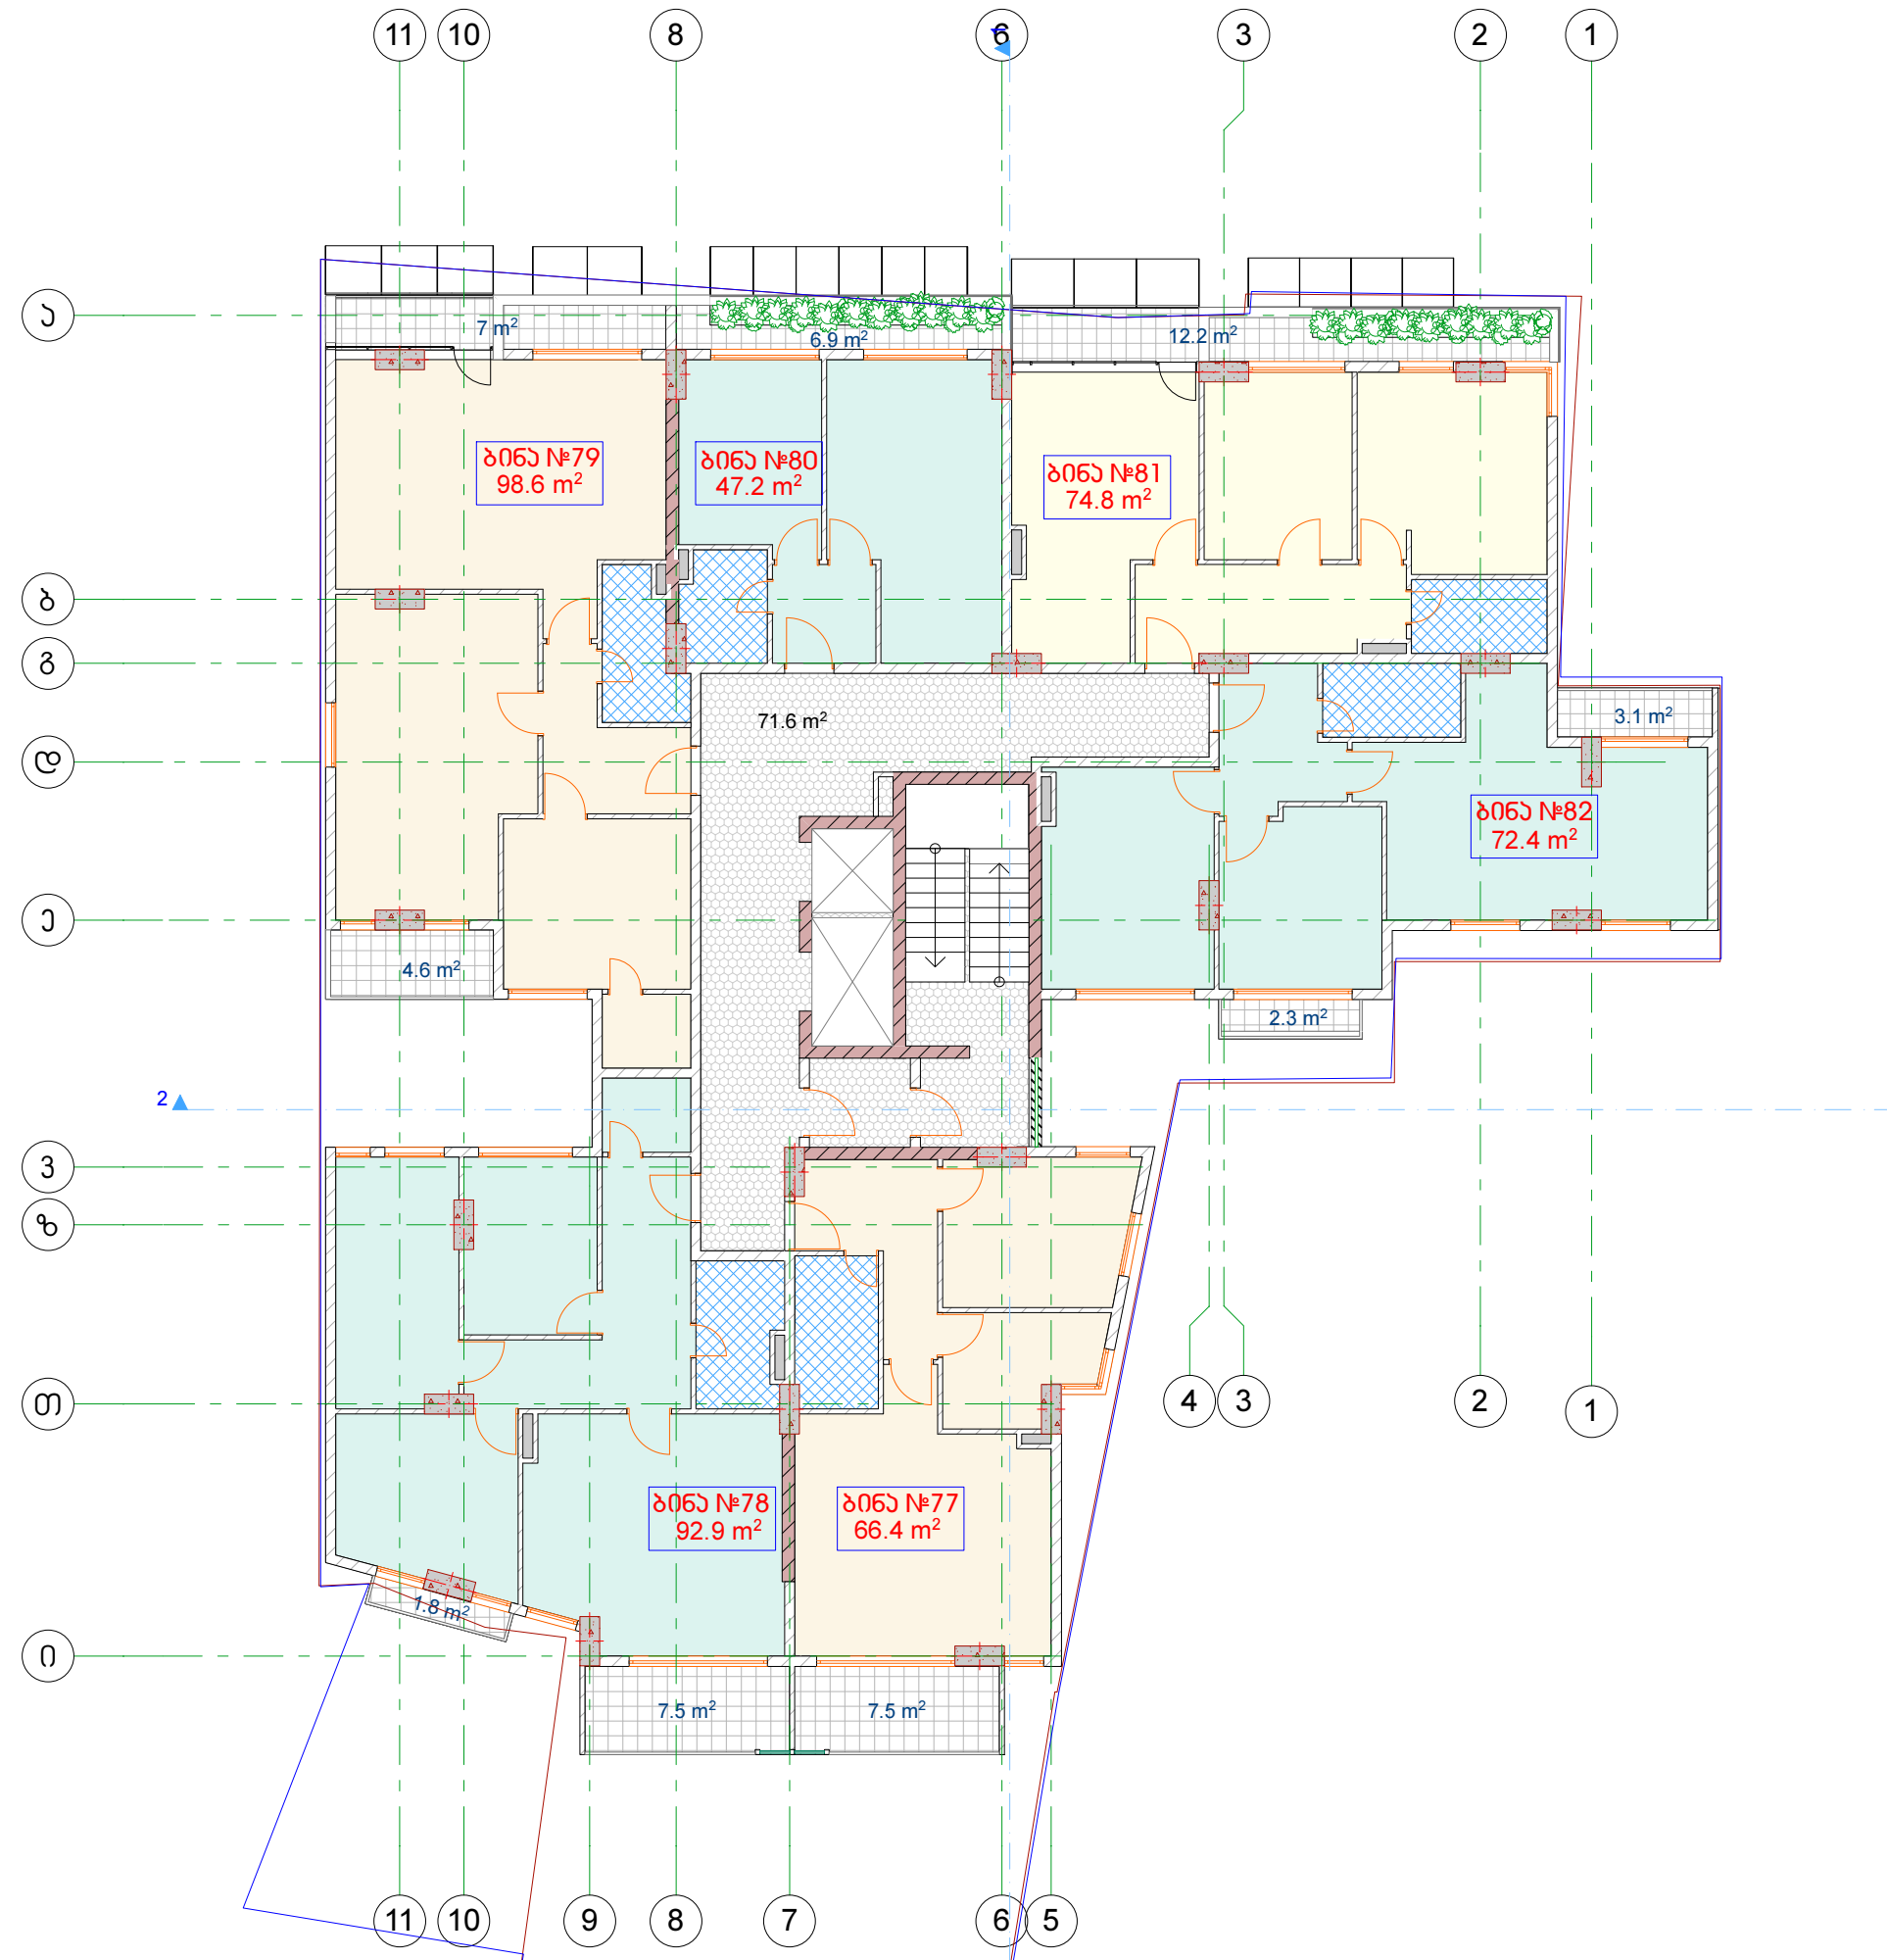 11 10 8 6 3 2 1
ა
7 m²
6.9 m²
12.2 m²
ბინა №79
98.6 m²
ბინა №80
47.2 m²
ბინა №81
74.8 m²
ბ
გ
71.6 m²
3.1 m²
დ
ბინა №82
72.4 m²
ე
4.6 m²
2.3 m²
2
ვ
ზ
თ
4 3 2 1
ბინა №78
92.9 m²
ბინა №77
66.4 m²
1.8 m²
ი
7.5 m²
7.5 m²
11 10 9 8 7 6 5